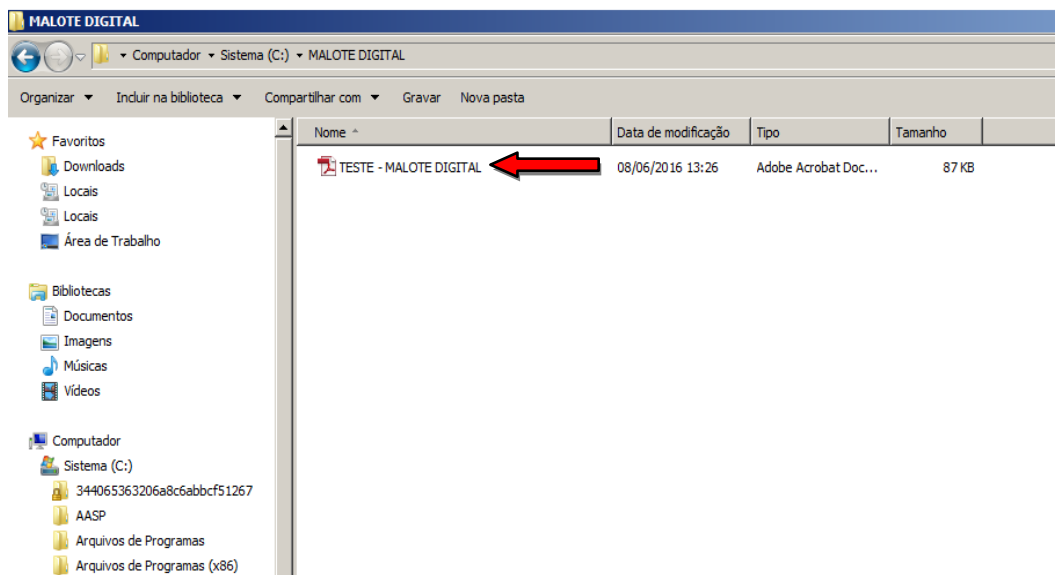 MALOTE DIGITAL
Computador Sistema (C:) MALOTE DIGITAL
Organizar Incluir na biblioteca Compartilhar com Gravar Nova pasta
Nome Data de modificação Tipo Tamanho
Favoritos
TESTE - MALOTE DIGITAL 08/06/2016 13:26 Adobe Acrobat Doc... 87 KB
Downloads
Locais
Locais
Área de Trabalho
Bibliotecas
Documentos
Imagens
Músicas
Vídeos
Computador
Sistema (C:)
344065363206a8c6abbcf51267
AASP
Arquivos de Programas
Arquivos de Programas (x86)